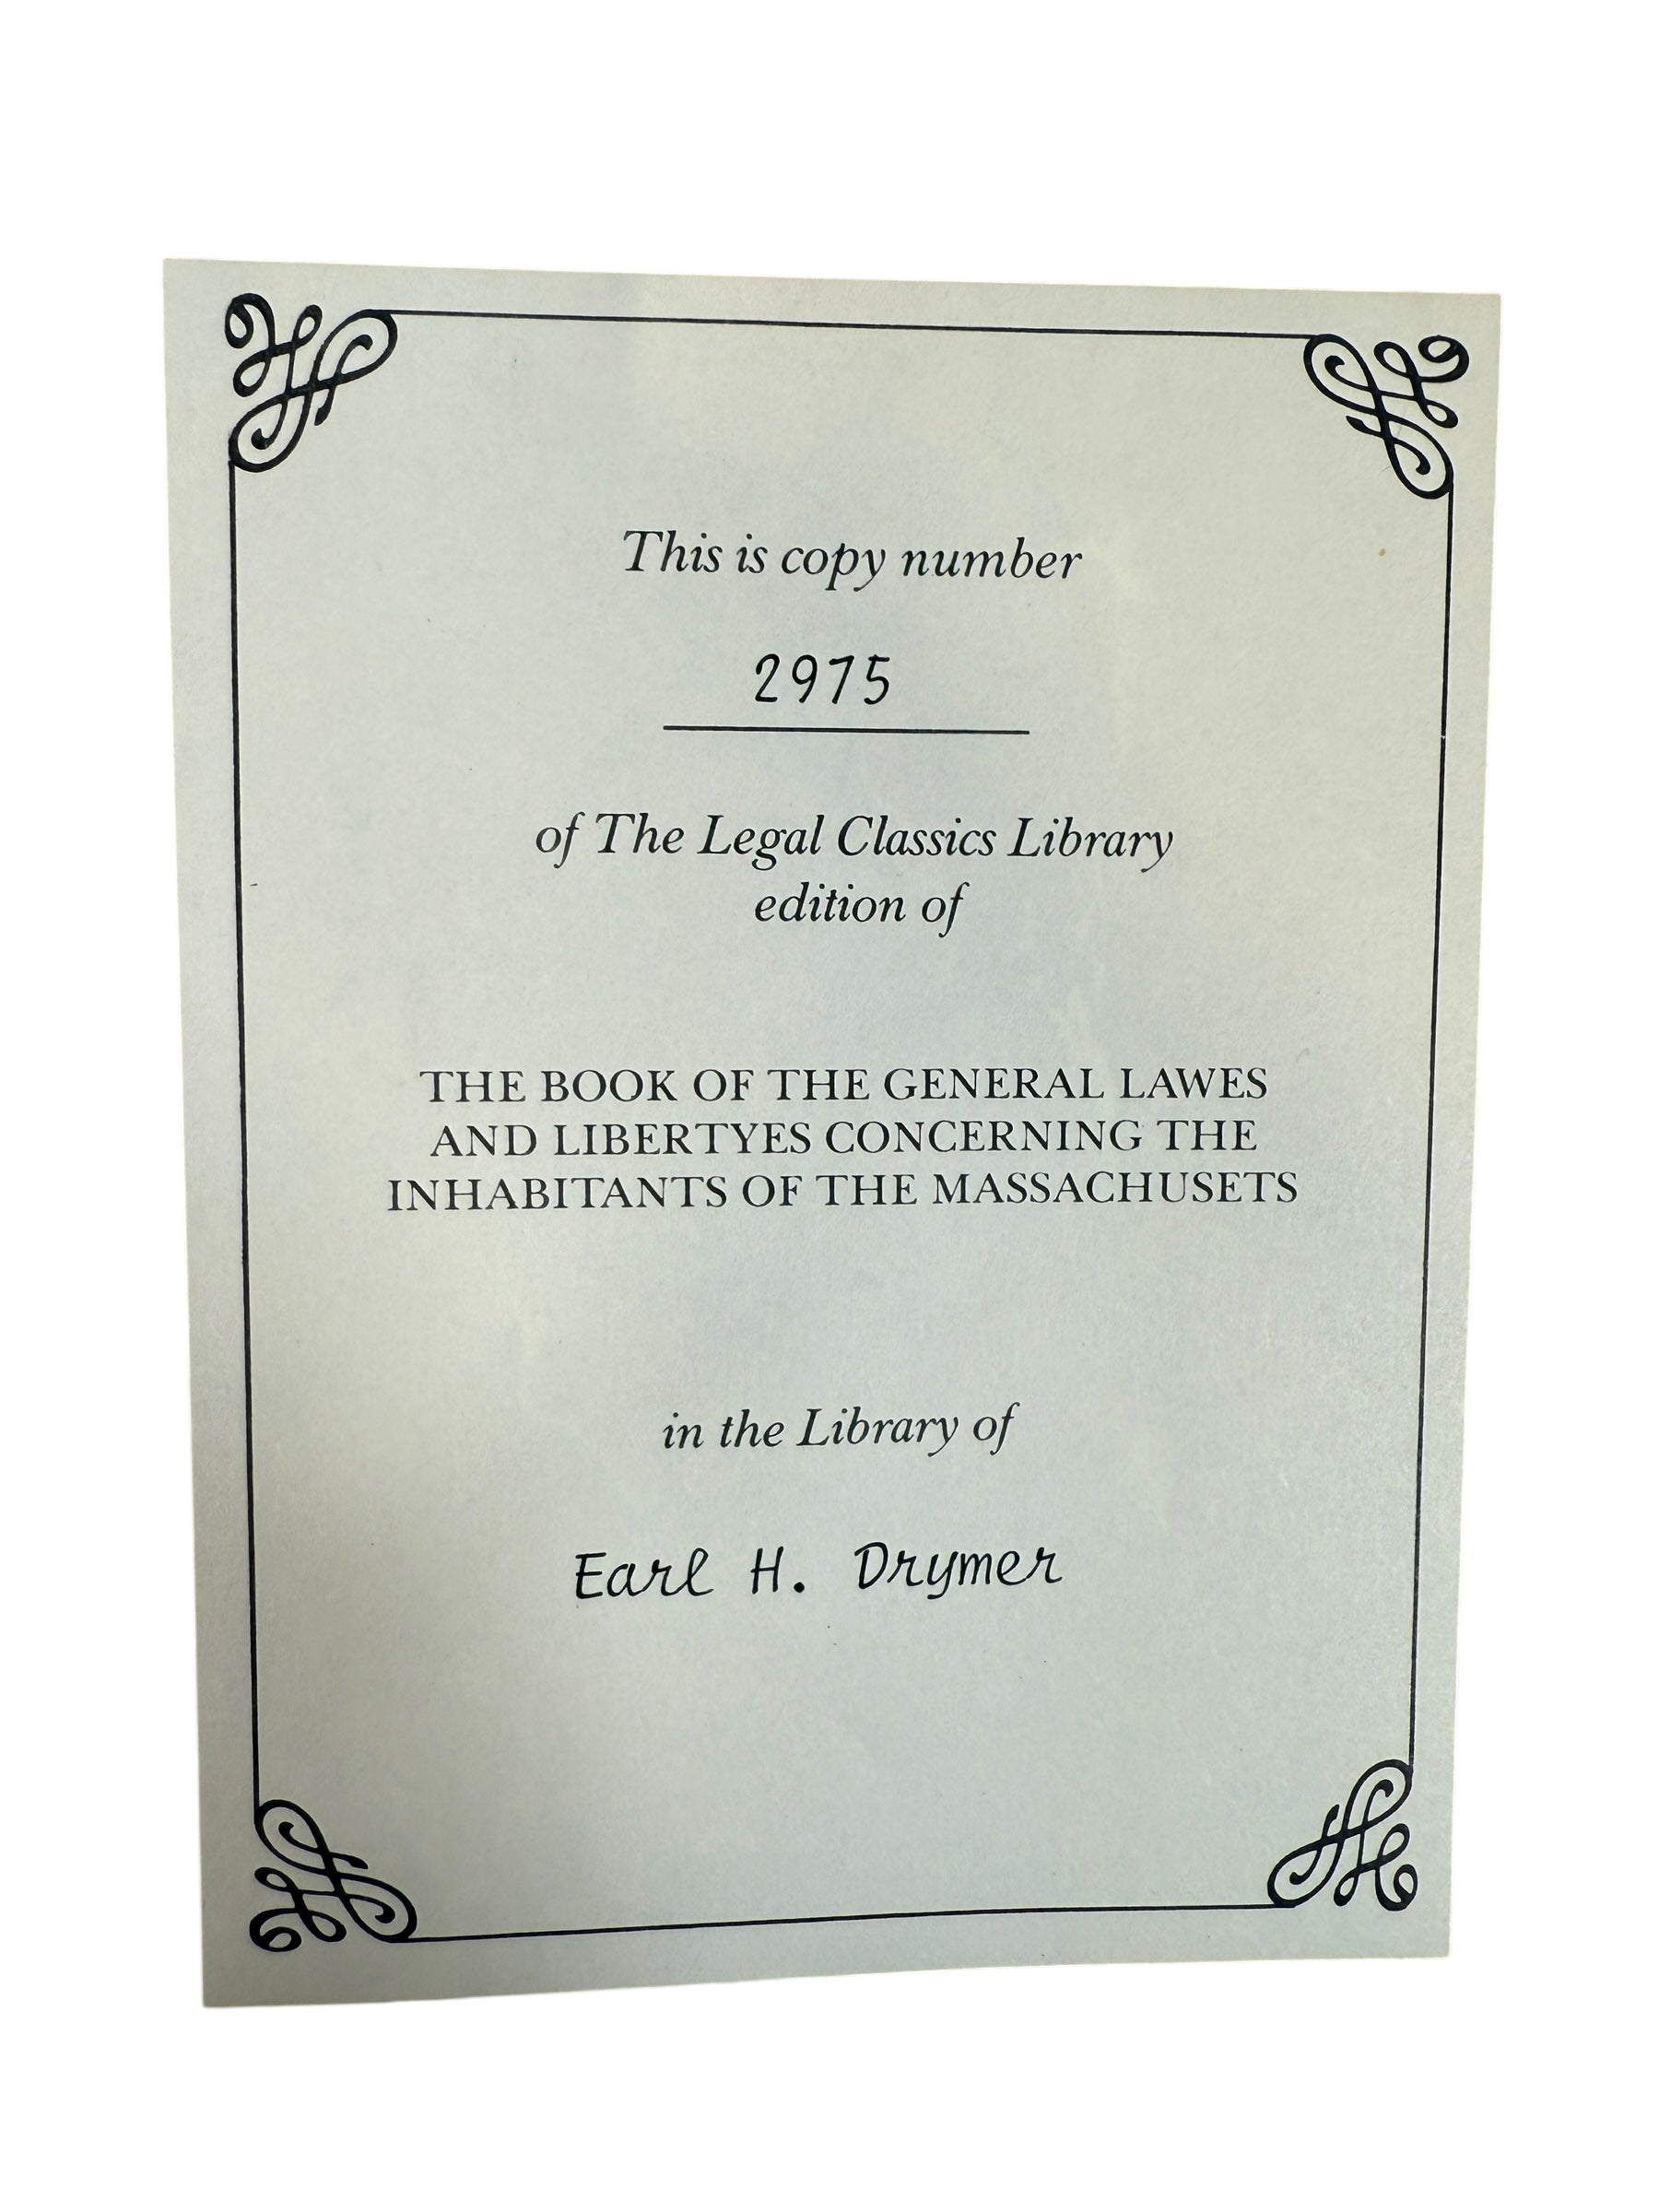 This is copy number
2975
of The Legal Classics Library
edition of
THE BOOK OF THE GENERAL LAWES
AND LIBERTYES CONCERNING THE
INHABITANTS OF THE MASSACHUSETS
in the Library of
Earl H. Drymer